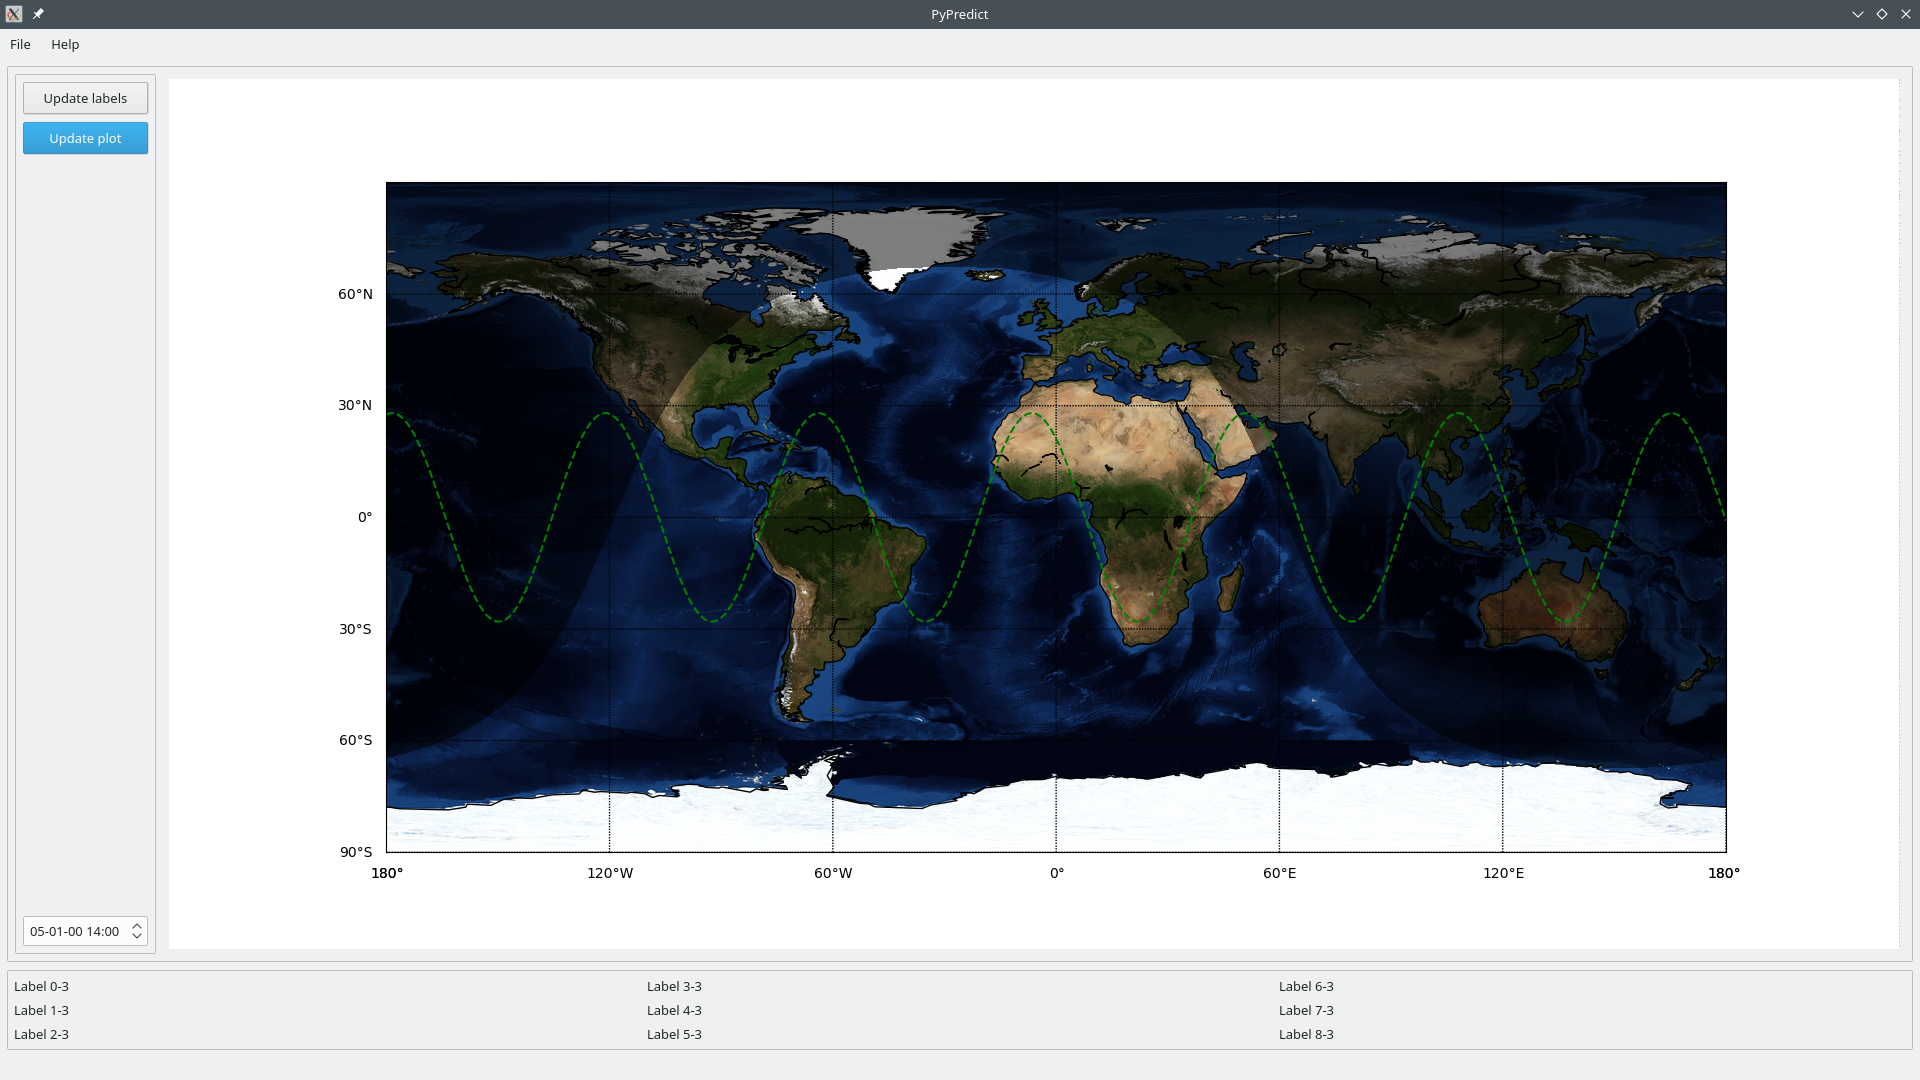 PyPredict
File Help
Update labels
Update plot
60°N
30°N
0°
30°S
60°S
90°S
180° 120°W 60°W 0° 60°E 120°E 180°
05-01-00 14:00
Label 0-3 Label 3-3 Label 6-3
Label 1-3 Label 4-3 Label 7-3
Label 2-3 Label 5-3 Label 8-3